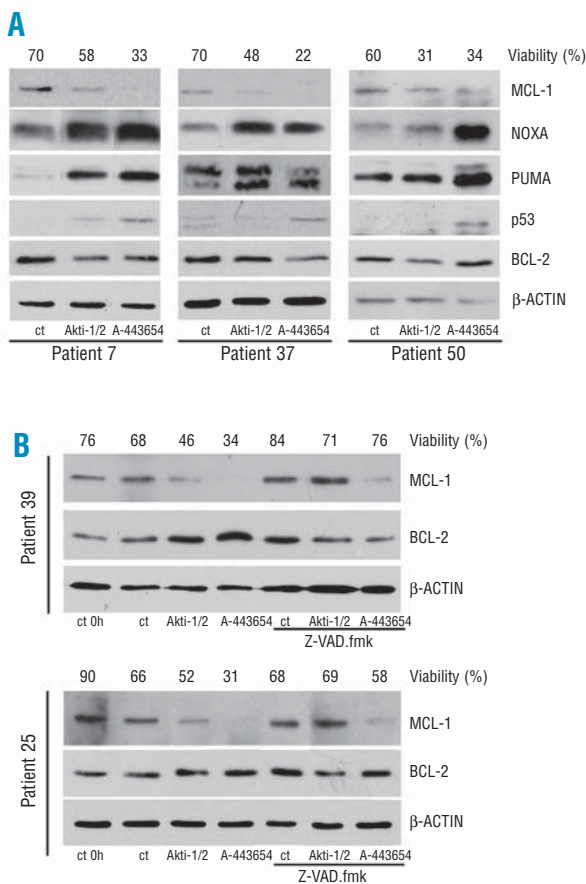 A
70 58 33 70 48 22 60 31 34 Viability (%)
MCL-1
NOXA
PUMA
p53
BCL-2
β-ACTIN
ct Akti-1/2 A-443654 ct Akti-1/2 A-443654 ct Akti-1/2 A-443654
Patient 7 Patient 37 Patient 50
B
76 68 46 34 84 71 76 Viability (%)
Patient 39
MCL-1
BCL-2
β-ACTIN
ct 0h ct Akti-1/2 A-443654 ct Akti-1/2 A-443654
Z-VAD.fmk
90 66 52 31 68 69 58 Viability (%)
Patient 25
MCL-1
BCL-2
β-ACTIN
ct 0h ct Akti-1/2 A-443654 ct Akti-1/2 A-443654
Z-VAD.fmk